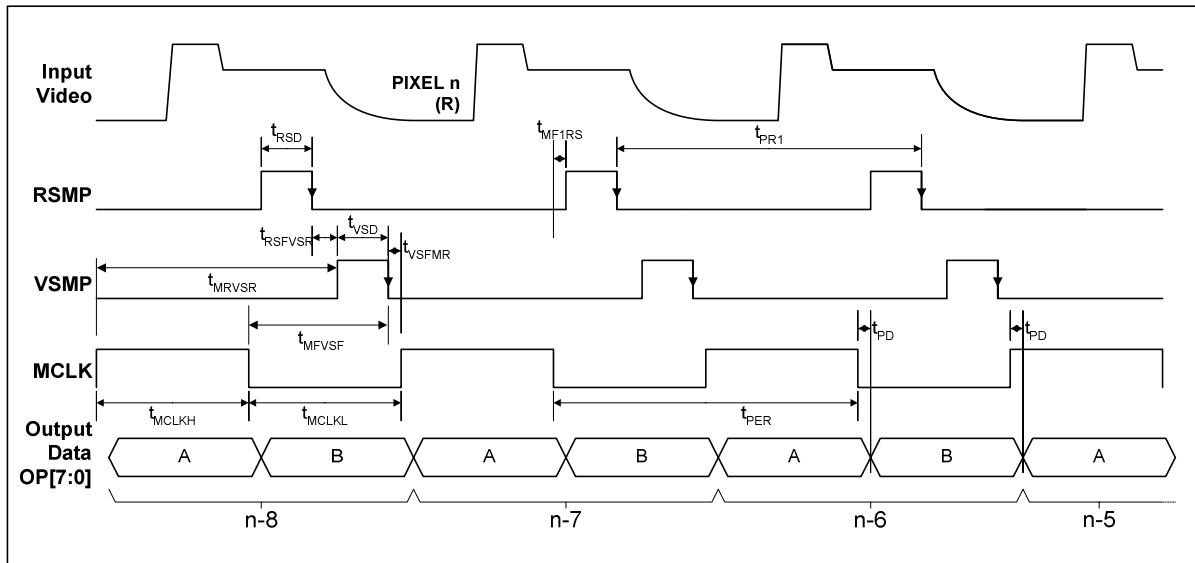 Input
Video
PIXEL n
(R)
tRSD
tMF1RS
tPR1
RSMP
tRSFVSR
tVSD
tVSFMR
tMRVSR
VSMP
tMFVSF
tPD
tPD
MCLK
tMCLKH
tMCLKL
tPER
Output
Data
OP[7:0]
A B A B A B A
n-8 n-7 n-6 n-5